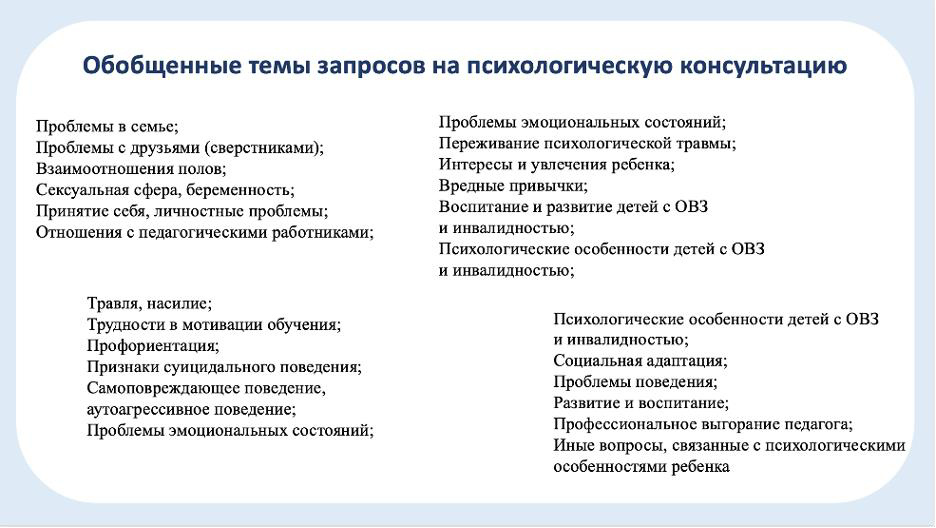 Обобщенные темы запросов на психологическую консультацию
Проблемы в семье;
Проблемы с друзьями (сверстниками);
Взаимоотношения полов;
Сексуальная сфера, беременность;
Принятие себя, личностные проблемы;
Отношения с педагогическими работниками;
Проблемы эмоциональных состояний;
Переживание психологической травмы;
Интересы и увлечения ребенка;
Вредные привычки;
Воспитание и развитие детей с ОВЗ
и инвалидностью;
Психологические особенности детей с ОВЗ
и инвалидностью;
Травля, насилие;
Трудности в мотивации обучения;
Профориентация;
Признаки суицидального поведения;
Самоповреждающее поведение,
аутоагрессивное поведение;
Проблемы эмоциональных состояний;
Психологические особенности детей с ОВЗ
и инвалидностью;
Социальная адаптация;
Проблемы поведения;
Развитие и воспитание;
Профессиональное выгорание педагога;
Иные вопросы, связанные с психологическими
особенностями ребенка